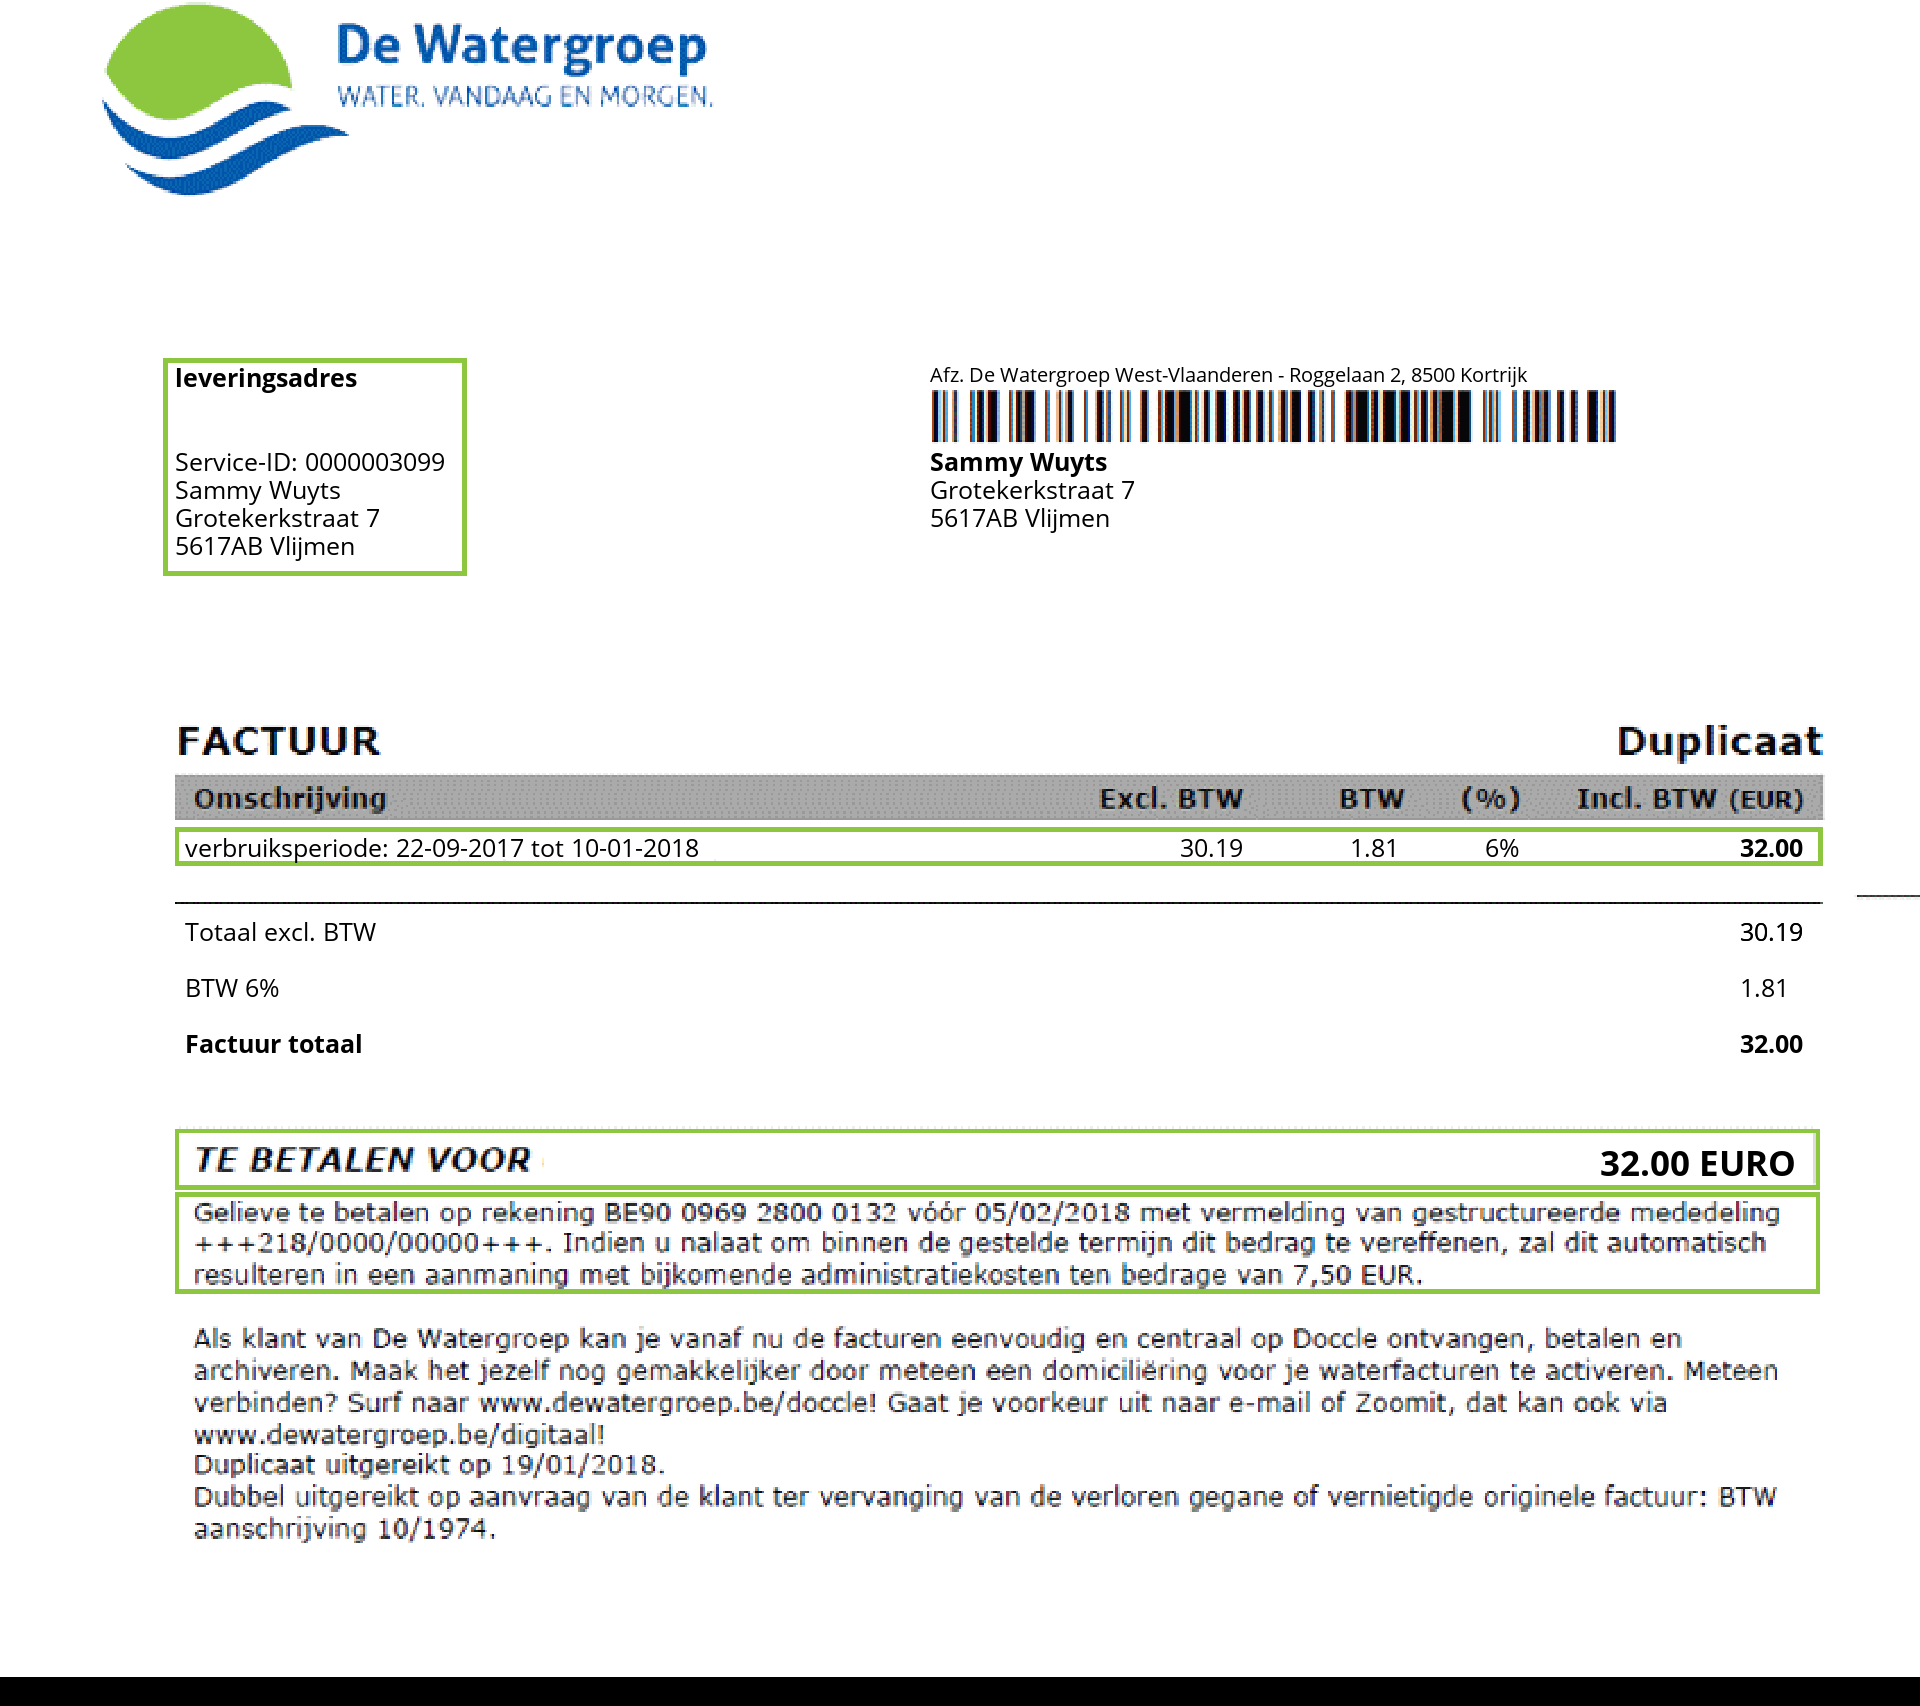 De Watergroep
WATER. VANDAAG EN MORGEN.
leveringsadres
Service-ID: 0000003099
Sammy Wuyts
Grotekerkstraat 7
5617AB Vlijmen
Afz. De Watergroep West-Vlaanderen - Roggelaan 2, 8500 Kortrijk
Sammy Wuyts
Grotekerkstraat 7
5617AB Vlijmen
FACTUUR Duplicaat
Omschrijving Excl. BTW BTW (%) Incl. BTW (EUR)
verbruiksperiode: 22-09-2017 tot 10-01-2018 30.19 1.81 6% 32.00
Totaal excl. BTW 30.19
BTW 6% 1.81
Factuur totaal 32.00
TE BETALEN VOOR 32.00 EURO
Gelieve te betalen op rekening BE90 0969 2800 0132 vóór 05/02/2018 met vermelding van gestructureerde mededeling
+++218/0000/00000+++. Indien u nalaat om binnen de gestelde termijn dit bedrag te vereffenen, zal dit automatisch
resulteren in een aanmaning met bijkomende administratiekosten ten bedrage van 7,50 EUR.
Als klant van De Watergroep kan je vanaf nu de facturen eenvoudig en centraal op Doccle ontvangen, betalen en
archiveren. Maak het jezelf nog gemakkelijker door meteen een domiciliëring voor je waterfacturen te activeren. Meteen
verbinden? Surf naar www.dewatergroep.be/doccle! Gaat je voorkeur uit naar e-mail of Zoomit, dat kan ook via
www.dewatergroep.be/digitaal!
Duplicaat uitgereikt op 19/01/2018.
Dubbel uitgereikt op aanvraag van de klant ter vervanging van de verloren gegane of vernietigde originele factuur: BTW
aanschrijving 10/1974.